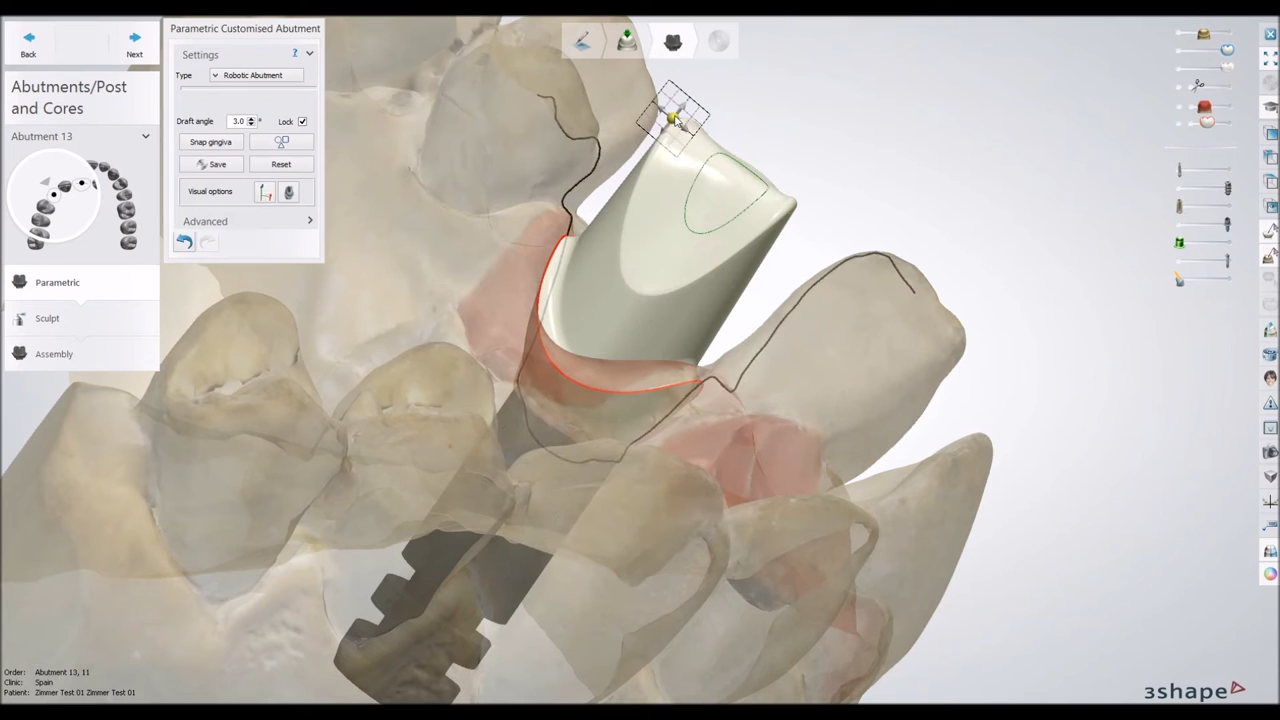 Back
Next
Abutments/Post
and Cores
Abutment 13
Parametric
Sculpt
Assembly
Parametric Customised Abutment
Settings
?
Type
Robotic Abutment
Draft angle
3.0
°
Lock
Snap gingiva
Save
Reset
Visual options
Advanced
Order: Abutment 13, 11
Clinic: Spain
Patient: Zimmer Test 01 Zimmer Test 01
3shape